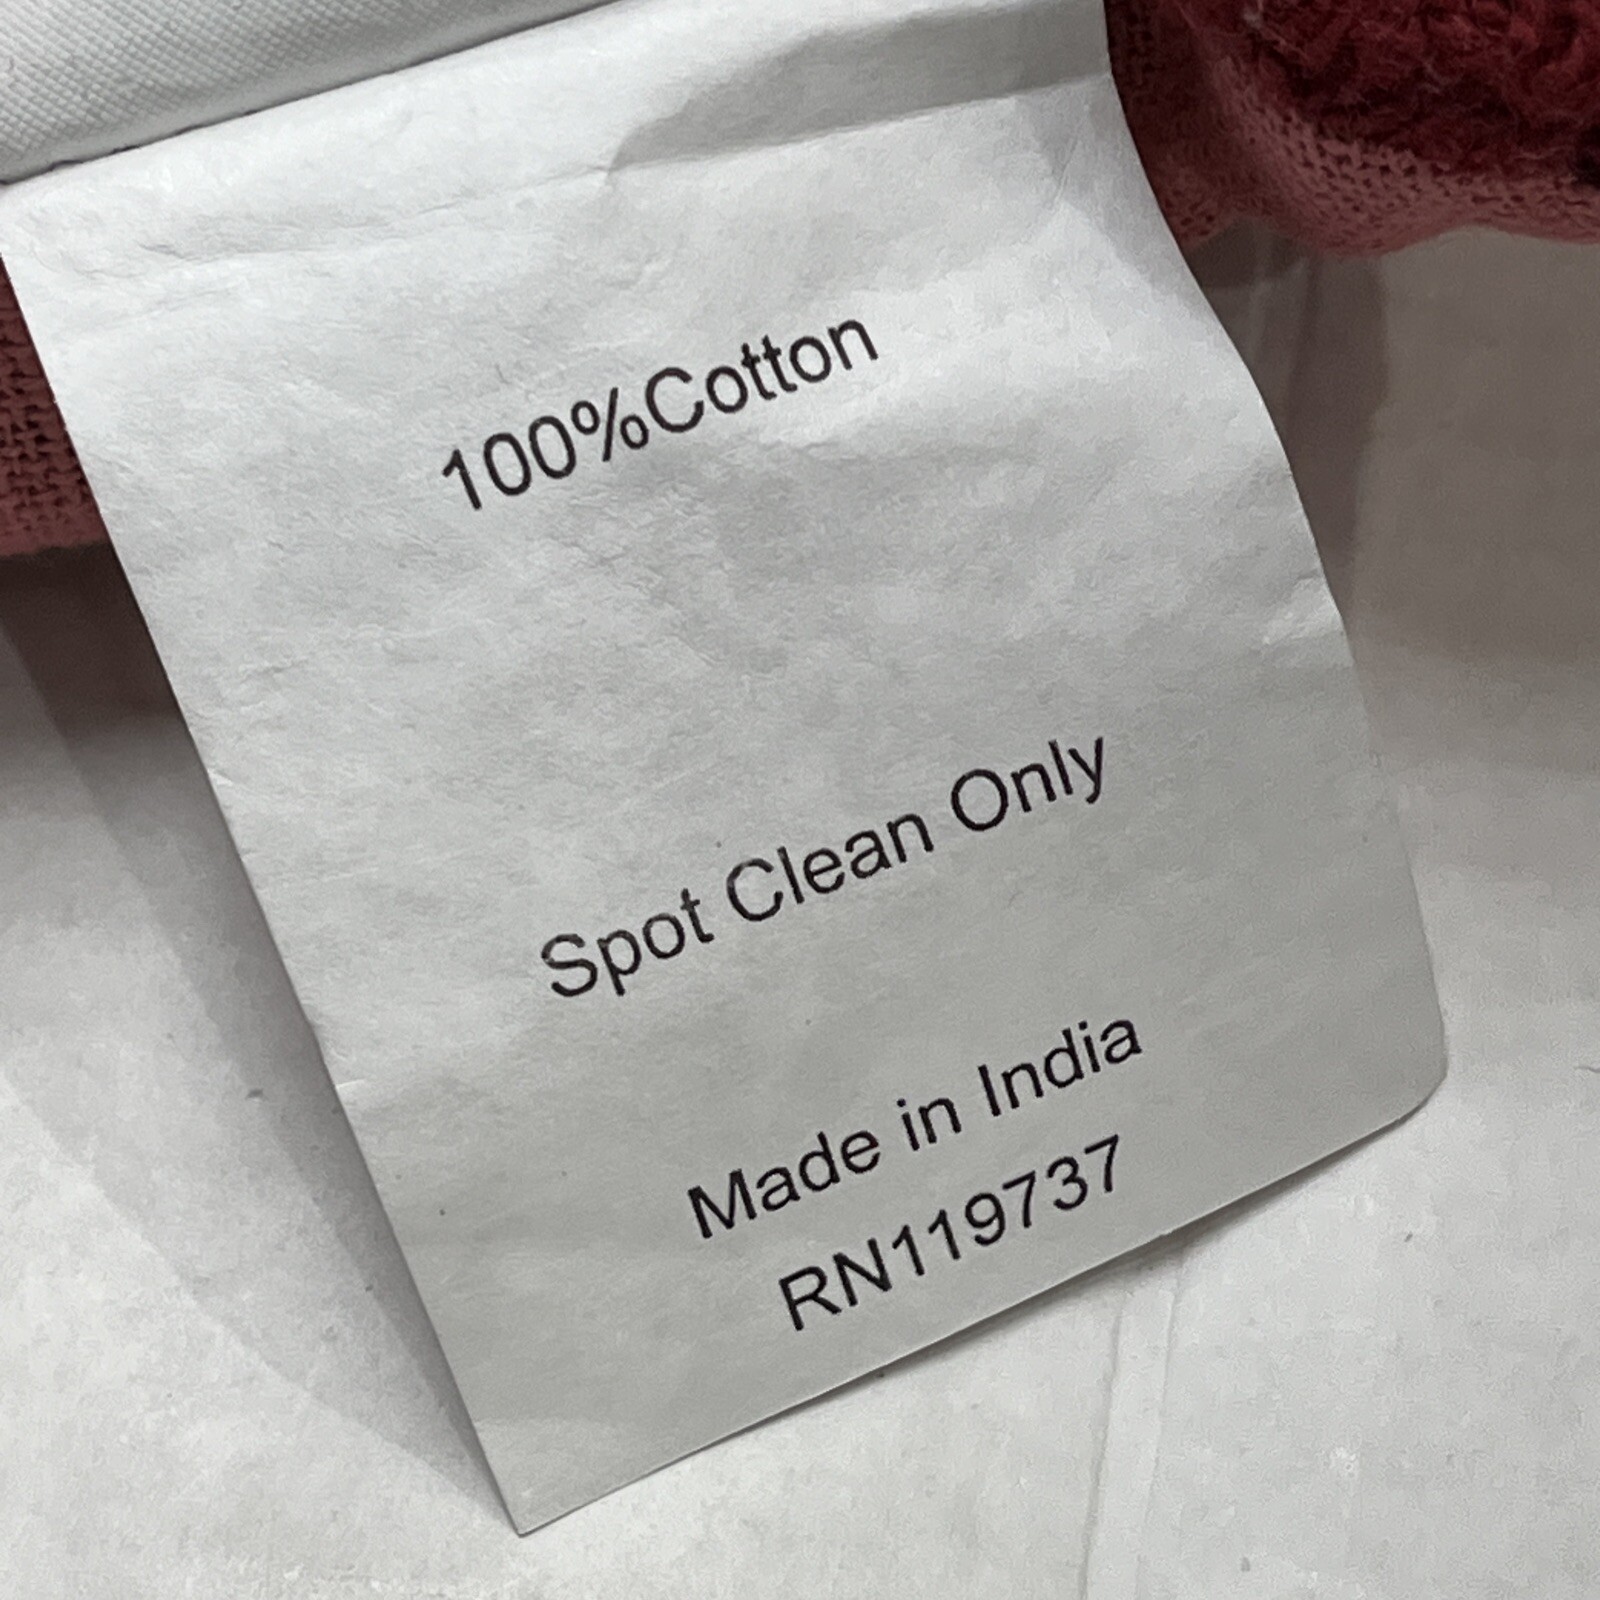 100%Cotton
Spot Clean Only
Made in India
RN119737